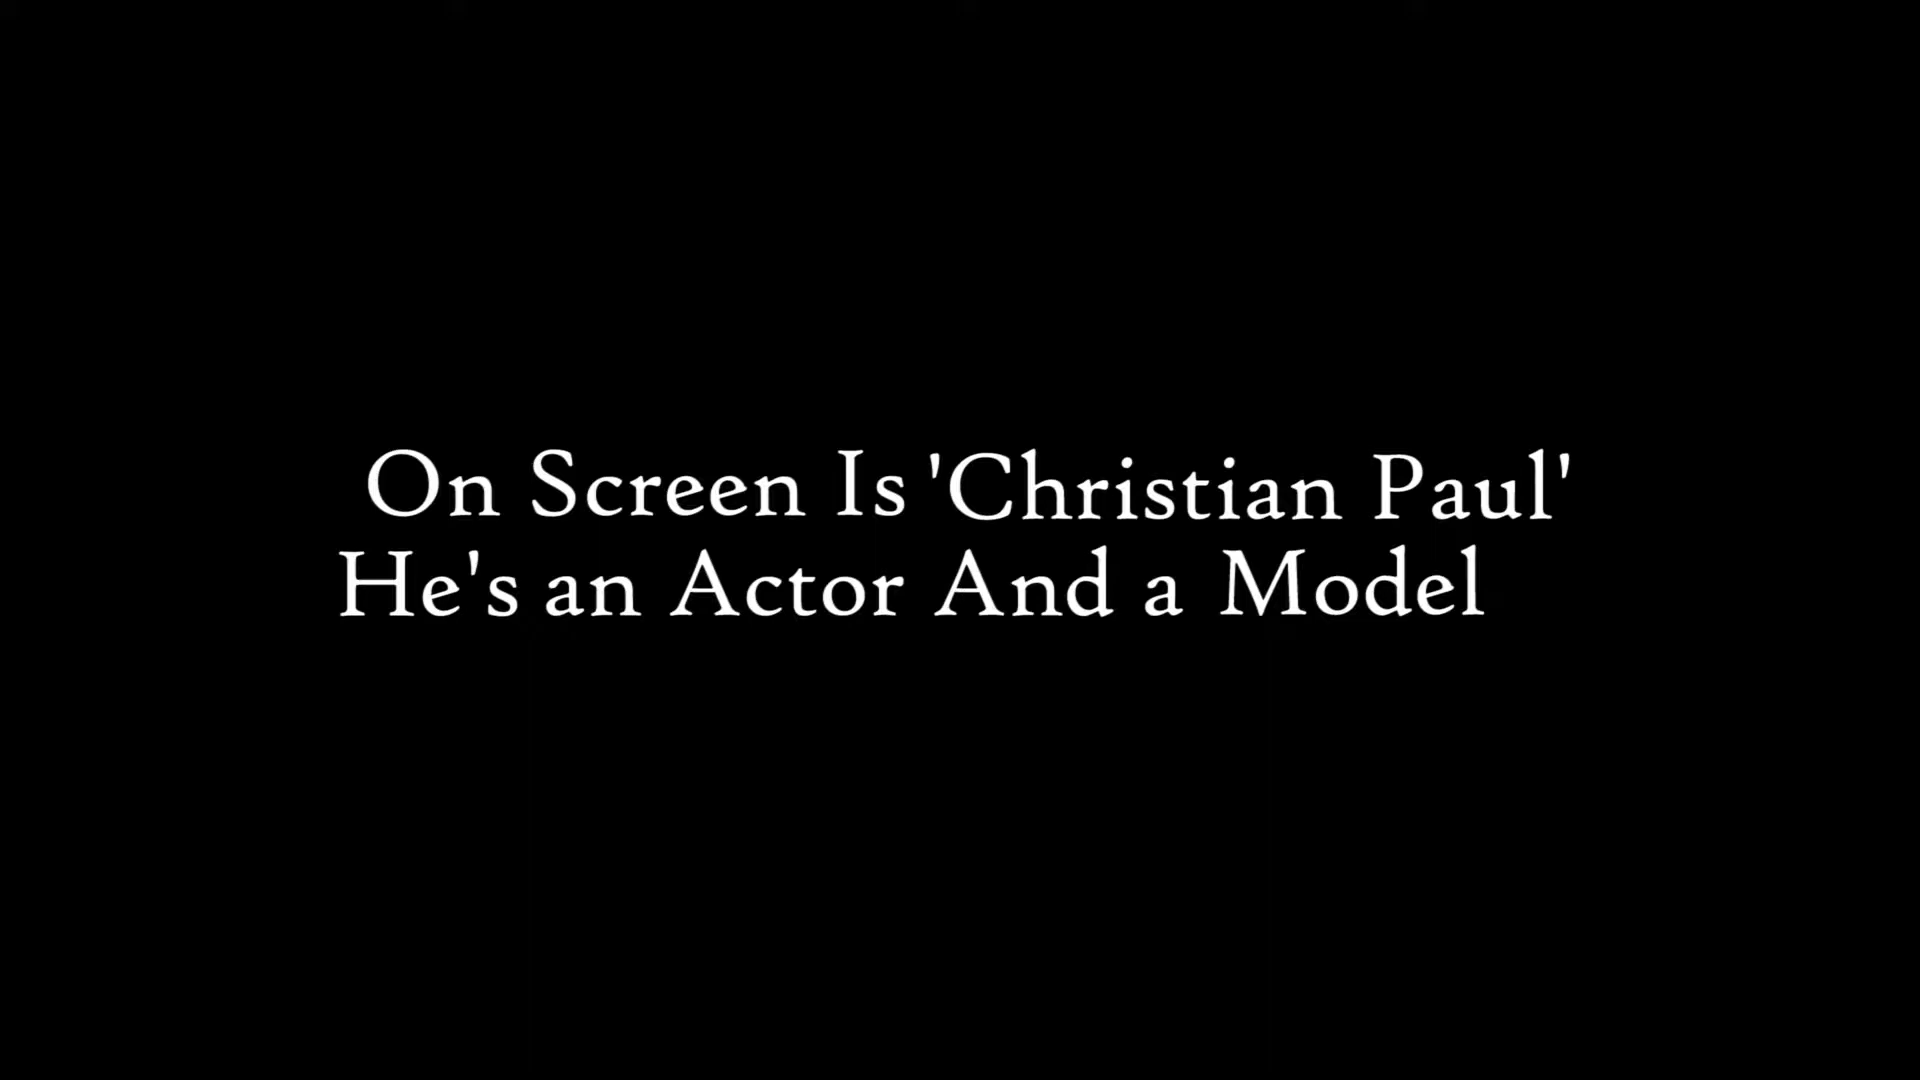 On Screen Is 'Christian Paul'
He's an Actor And a Model